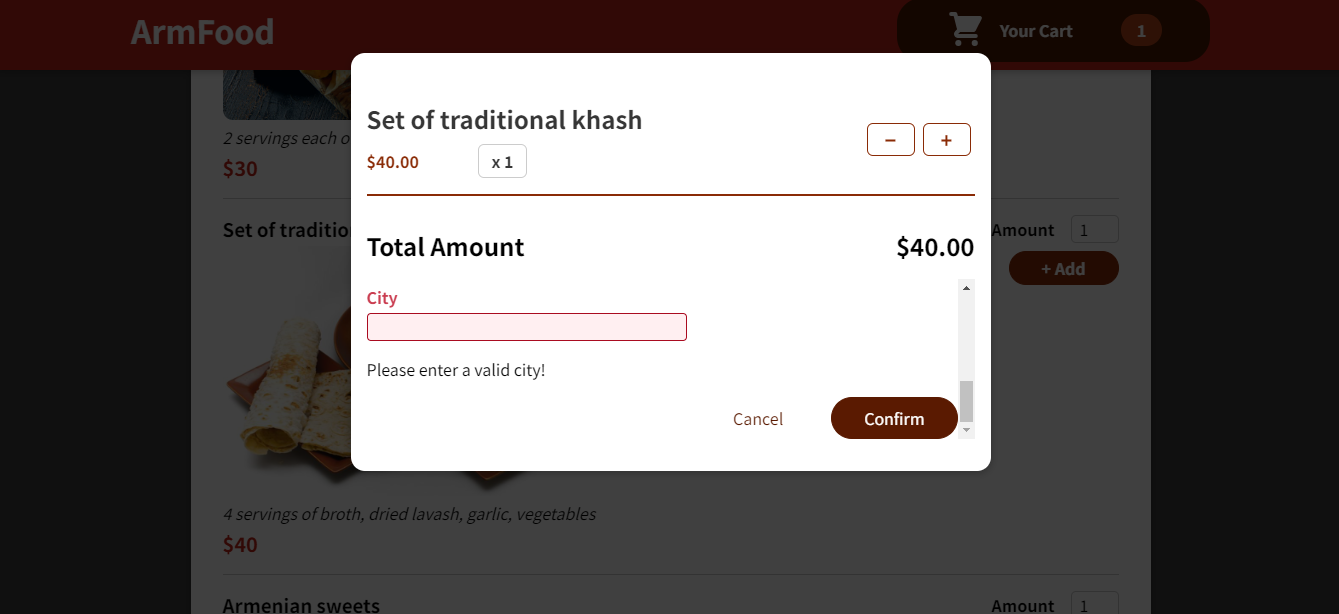 ArmFood
Your Cart
1
2 servings each o
$30
Set of traditio
Amount 1
+ Add
Set of traditional khash
$40.00
x 1
−
+
Total Amount
$40.00
City
Please enter a valid city!
Cancel
Confirm
4 servings of broth, dried lavash, garlic, vegetables
$40
Armenian sweets
Amount 1